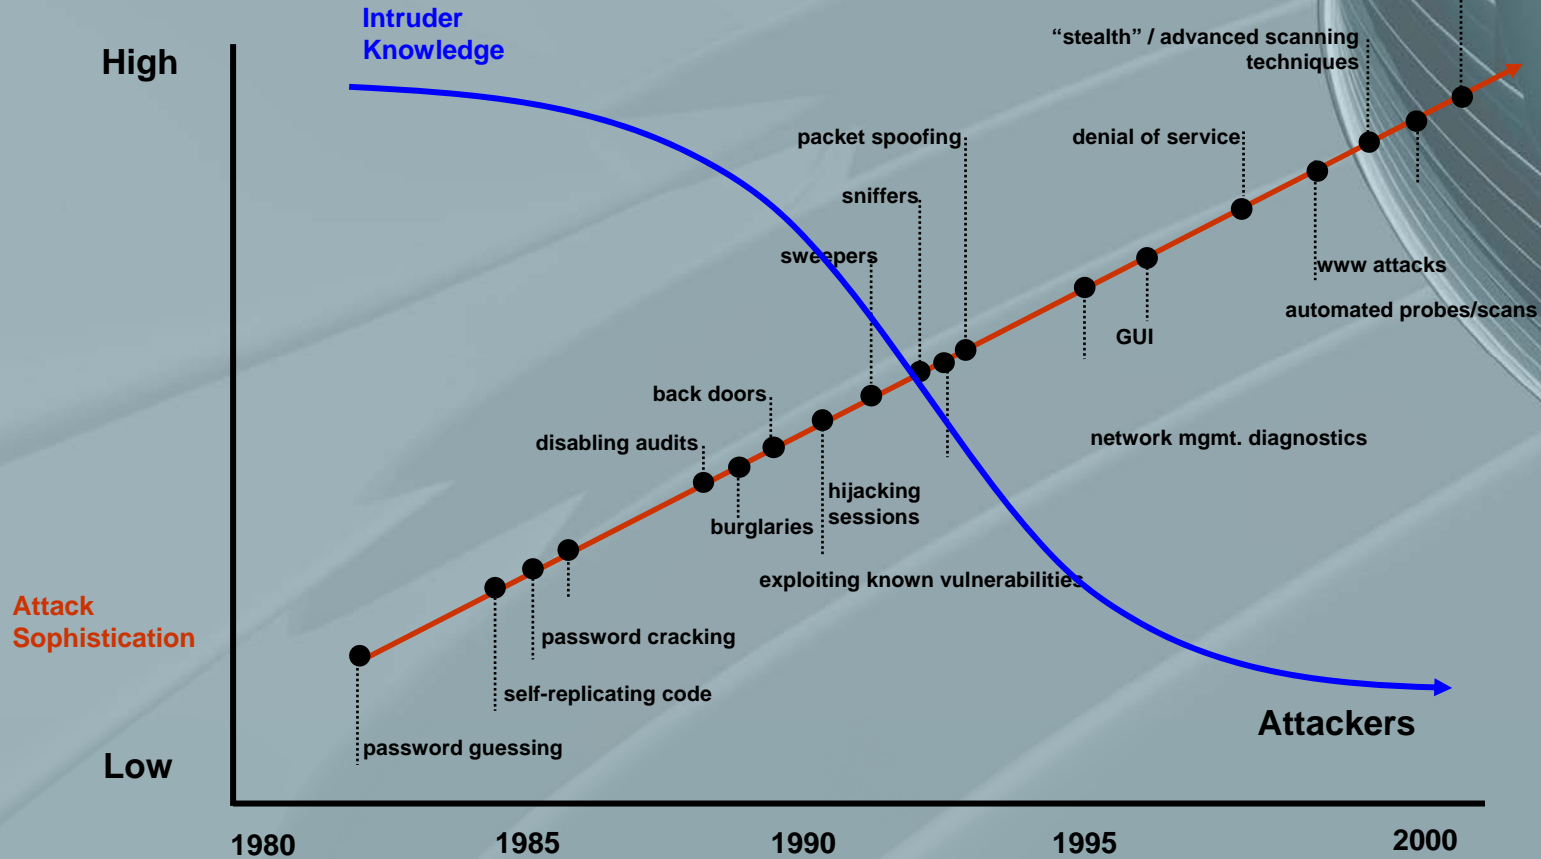 Intruder
Knowledge
High
“stealth” / advanced scanning
techniques
packet spoofing
denial of service
sniffers
sweepers
www attacks
automated probes/scans
GUI
back doors
disabling audits
network mgmt. diagnostics
hijacking
sessions
burglaries
exploiting known vulnerabilities
Attack
Sophistication
password cracking
self-replicating code
password guessing
Attackers
Low
1980
1985
1990
1995
2000